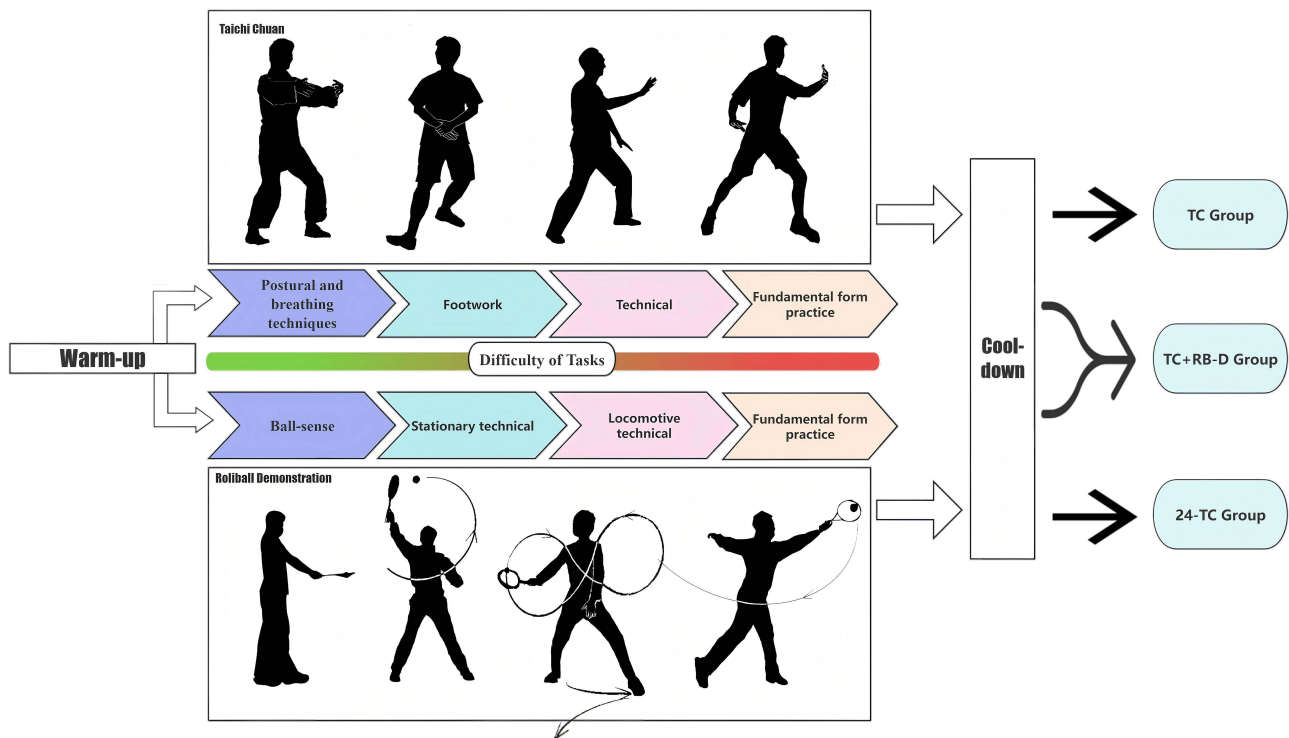 Taichi Chuan
Postural and
breathing
techniques
Footwork
Technical
Fundamental form
practice
Warm-up
Difficulty of Tasks
Ball-sense
Stationary technical
Locomotive
technical
Fundamental form
practice
Roliball Demonstration
Cool-
down
TC Group
TC+RB-D Group
24-TC Group